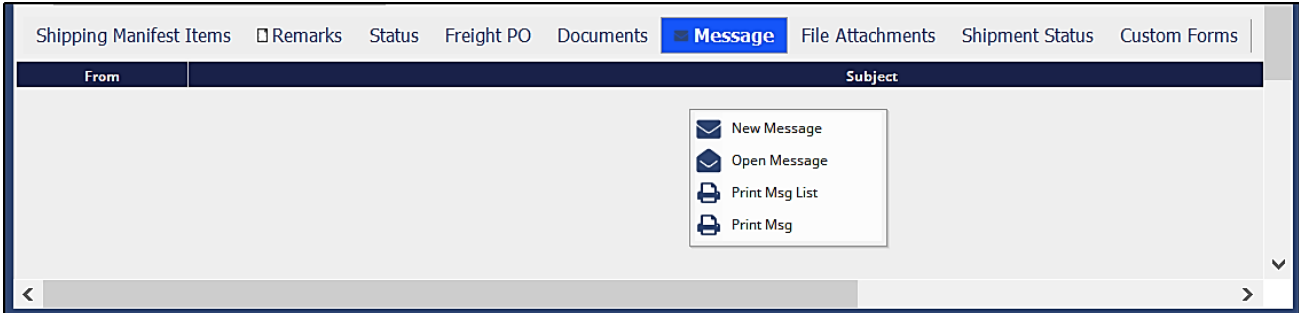 Shipping Manifest Items Remarks Status Freight PO Documents Message File Attachments Shipment Status Custom Forms
From Subject
New Message
Open Message
Print Msg List
Print Msg